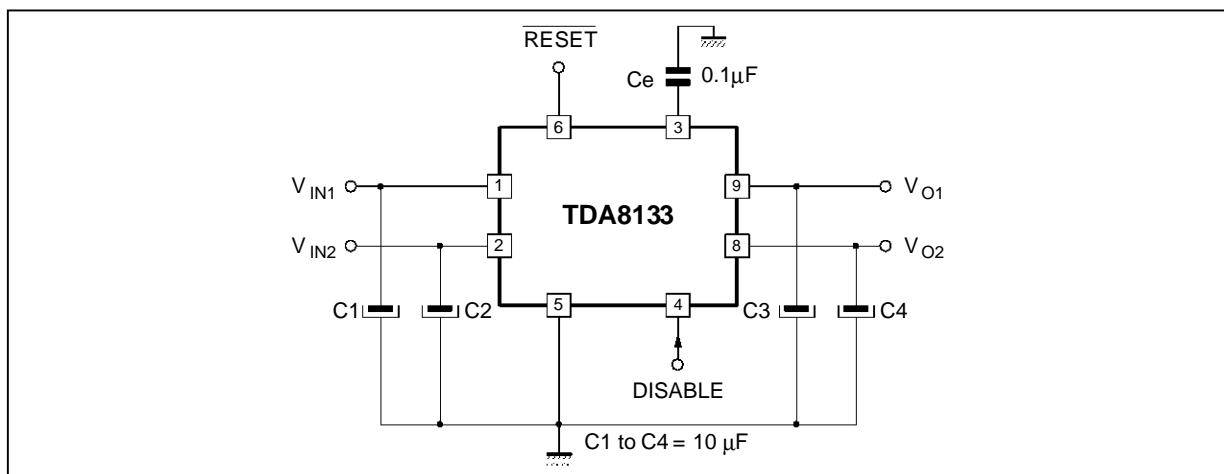 RESET
Ce 0.1μF
6 3
V IN1 1 9 V O1
TDA8133
V IN2 2 8 V O2
5 4
C1 C2 C3 C4
DISABLE
C1 to C4 = 10 μF